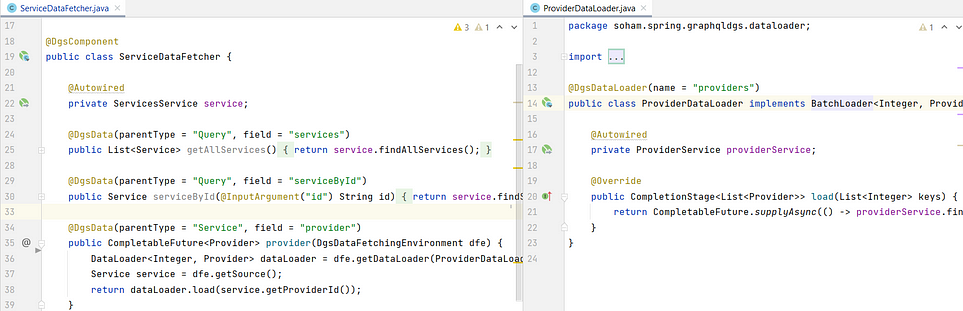 ServiceDataFetcher.java
3 1
17
18 @DgsComponent
19 public class ServiceDataFetcher {
20
21 @Autowired
22 private ServicesService service;
23
24 @DgsData(parentType = "Query", field = "services")
25 public List<Service> getAllServices() { return service.findAllServices(); }
28
29 @DgsData(parentType = "Query", field = "serviceById")
30 public Service serviceById(@InputArgument("id") String id) { return service.findS
33
34 @DgsData(parentType = "Service", field = "provider")
35 @ public CompletableFuture<Provider> provider(DgsDataFetchingEnvironment dfe) {
36 DataLoader<Integer, Provider> dataLoader = dfe.getDataLoader(ProviderDataLoa
37 Service service = dfe.getSource();
38 return dataLoader.load(service.getProviderId());
39 }
ProviderDataLoader.java
1
1 package soham.spring.graphqldgs.dataloader;
2
3 import ...
12
13 @DgsDataLoader(name = "providers")
14 public class ProviderDataLoader implements BatchLoader<Integer, Provid
15
16 @Autowired
17 private ProviderService providerService;
18
19 @Override
20 public CompletionStage<List<Provider>> load(List<Integer> keys) {
21 return CompletableFuture.supplyAsync(() -> providerService.fin
22 }
23 }
24